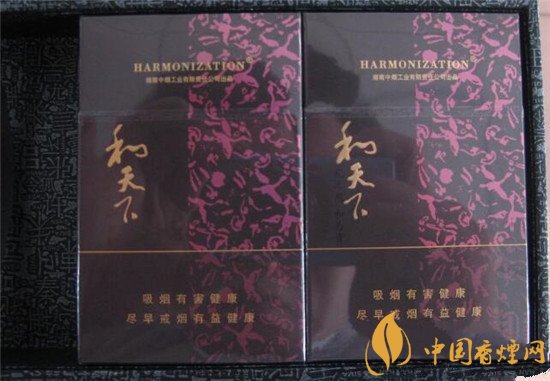 HARMONIZATION®
湖南中烟工业有限责任公司出品
和天下
吸烟有害健康
尽早戒烟有益健康
HARMONIZATION®
湖南中烟工业有限责任公司出品
和天下
吸烟有害健康
尽早戒烟有益健康
中国香烟网